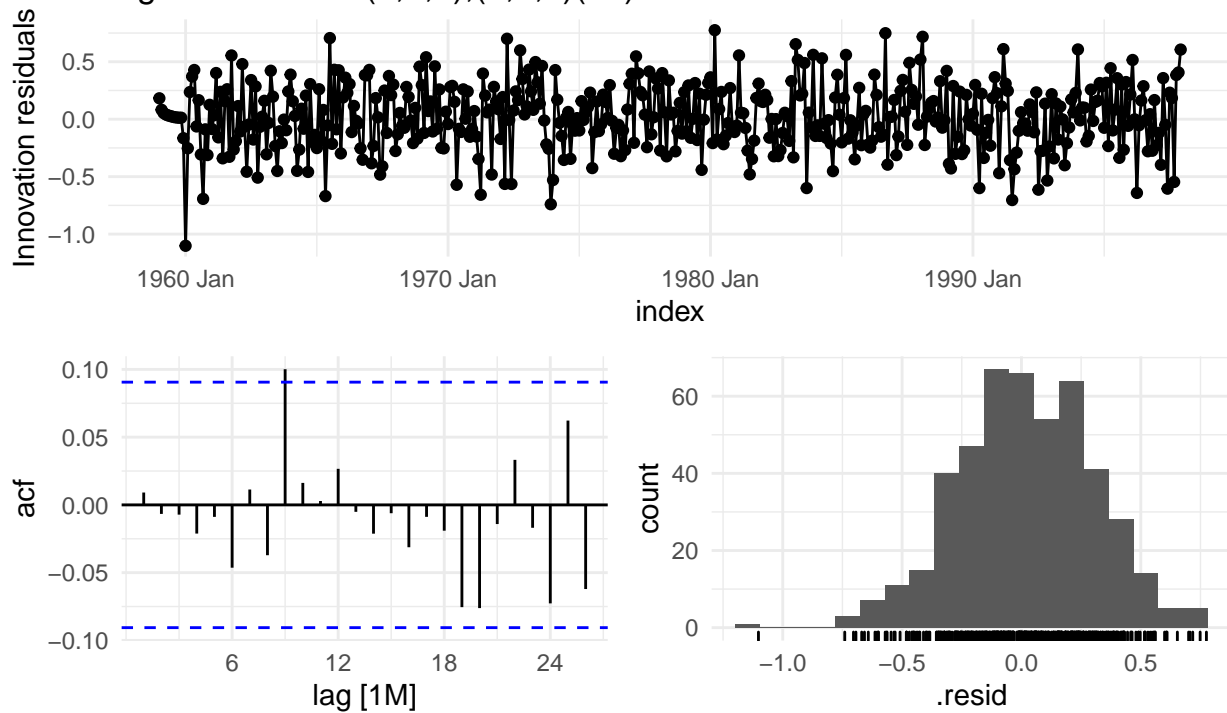 Innovation residuals
0.5
0.0
−0.5
−1.0
1960 Jan
1970 Jan
1980 Jan
1990 Jan
index
acf
0.10
0.05
0.00
−0.05
−0.10
6
12
18
24
lag [1M]
count
60
40
20
0
−1.0
−0.5
0.0
0.5
.resid